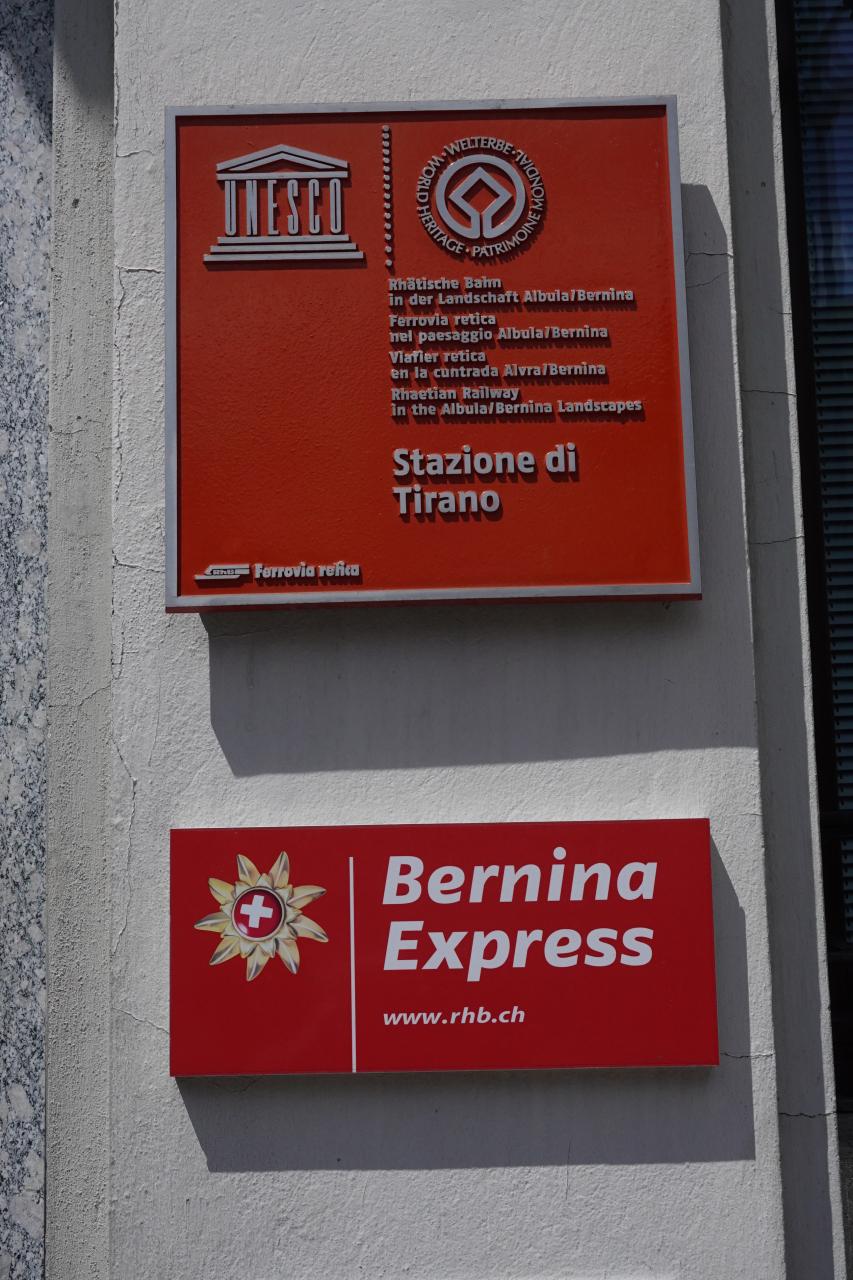 UNESCO
WORLD HERITAGE · WELTERBE · PATRIMOINE MONDIAL ·
Rhätische Bahn
in der Landschaft Albula/Bernina
Ferrovia retica
nel paesaggio Albula/Bernina
Viafier retica
en la cuntrada Alvra/Bernina
Rhaetian Railway
in the Albula/Bernina Landscapes
Stazione di
Tirano
RhB Ferrovia retica
Bernina
Express
www.rhb.ch